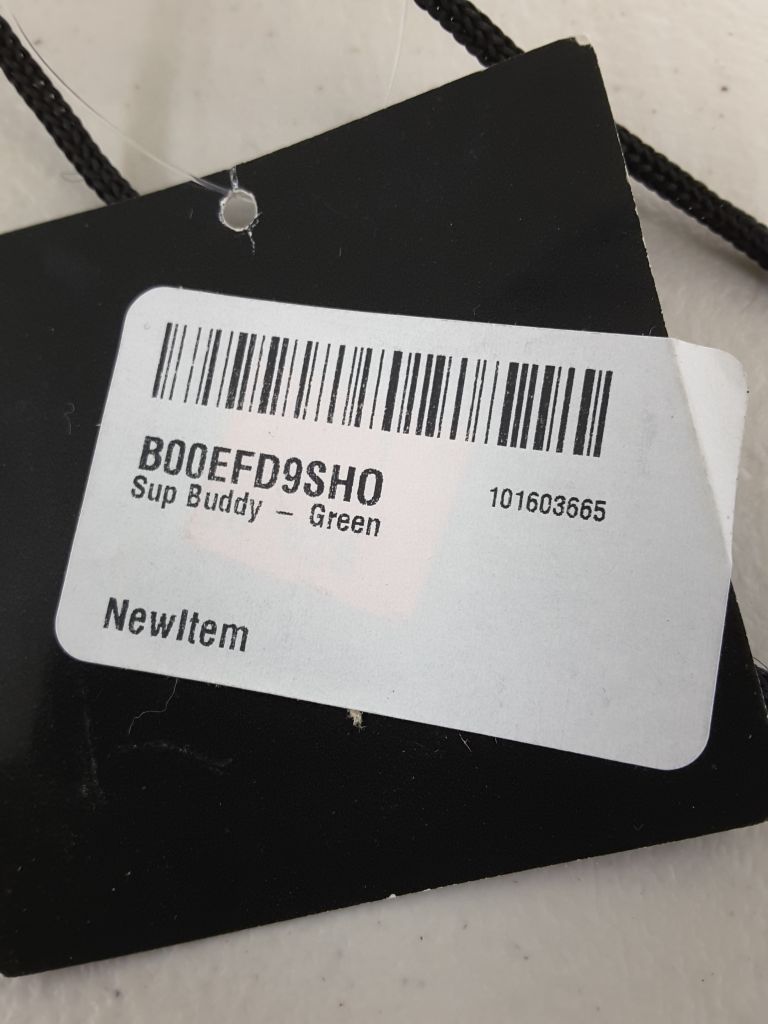 B00EFD9SHO
Sup Buddy – Green
101603665
NewItem